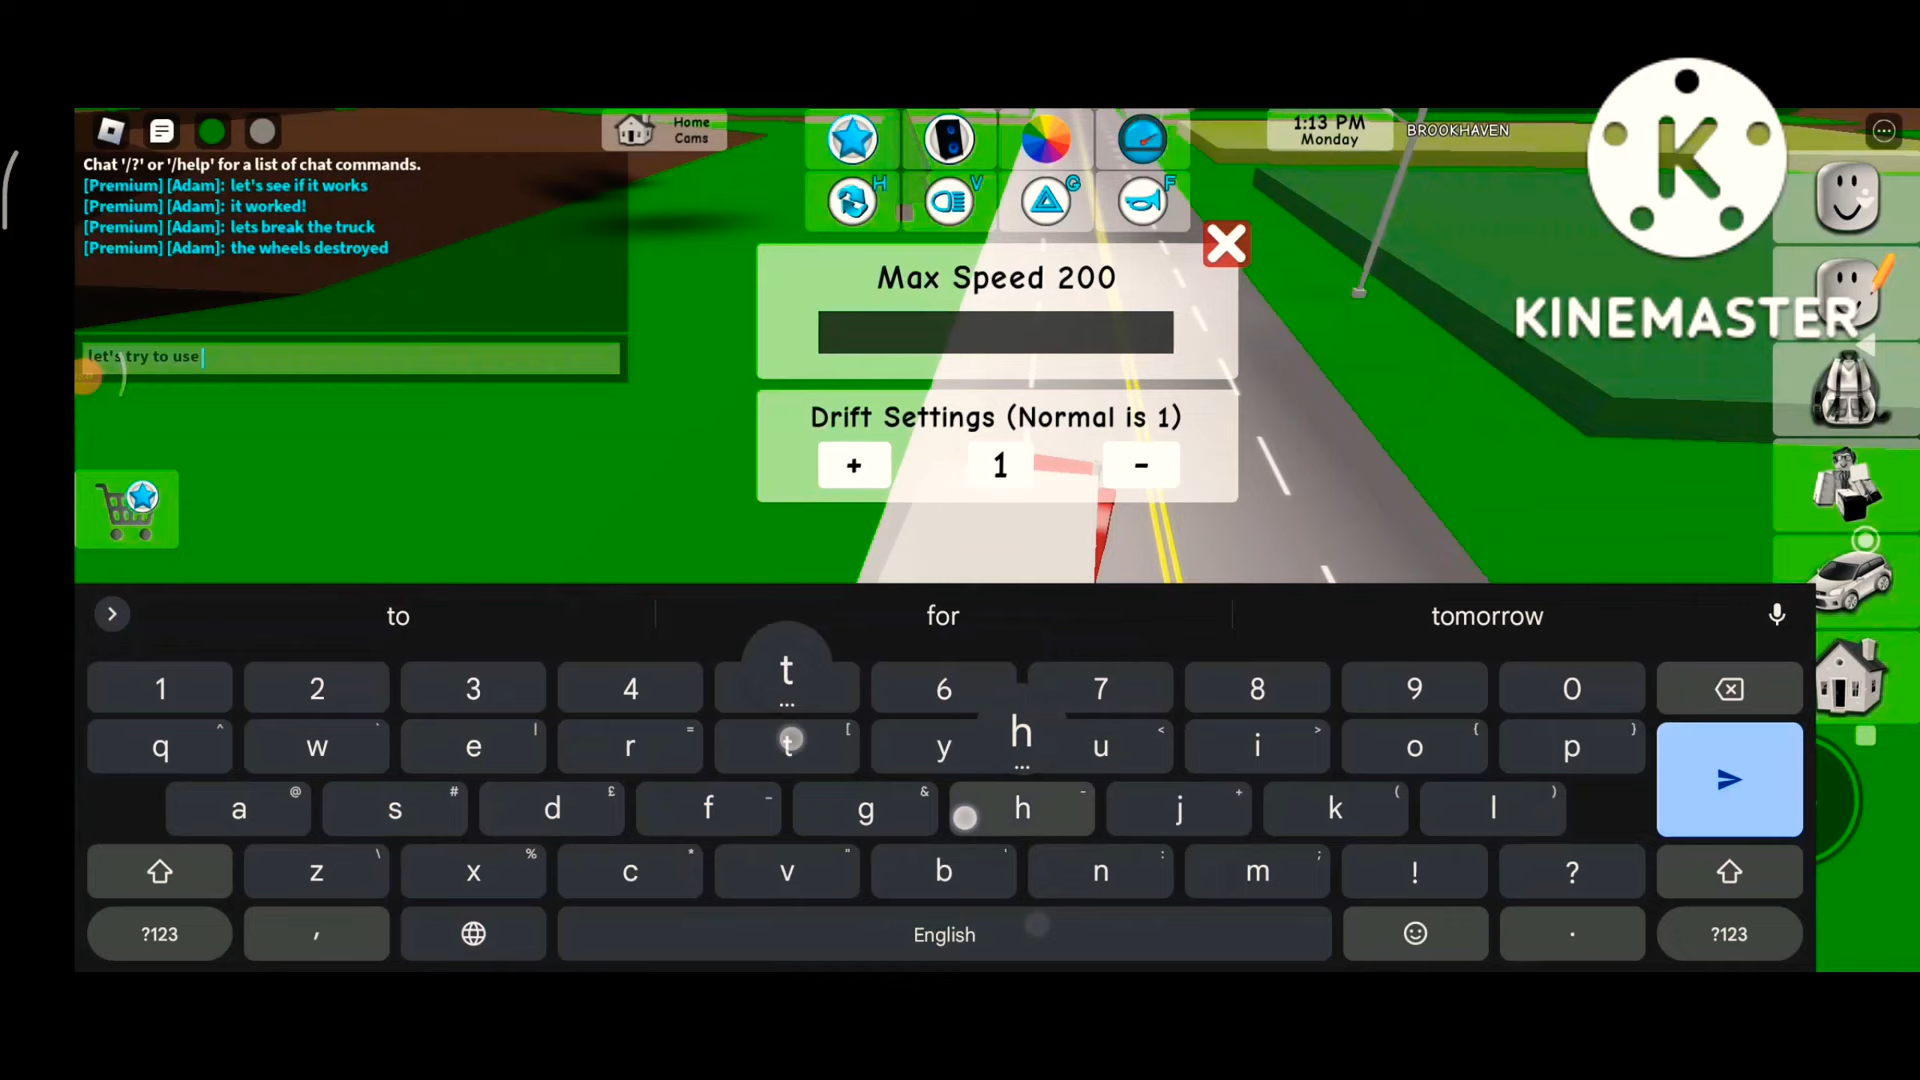 Home
Cams
1:13 PM
Monday
BROOKHAVEN
K
KINEMASTER
Chat '/?' or '/help' for a list of chat commands.
[Premium] [Adam]: let's see if it works
[Premium] [Adam]: it worked!
[Premium] [Adam]: lets break the truck
[Premium] [Adam]: the wheels destroyed
let's try to use
H V G F
Max Speed 200
Drift Settings (Normal is 1)
+ 1 -
to for tomorrow
t
...
1 2 3 4 6 7 8 9 0
h
...
q ^ w ` e | r = t [ y u < i > o { p }
a @ s # d £ f _ g & h - j + k ( l )
z \ x % c * v " b ' n : m ; ! ?
?123 , English . ?123